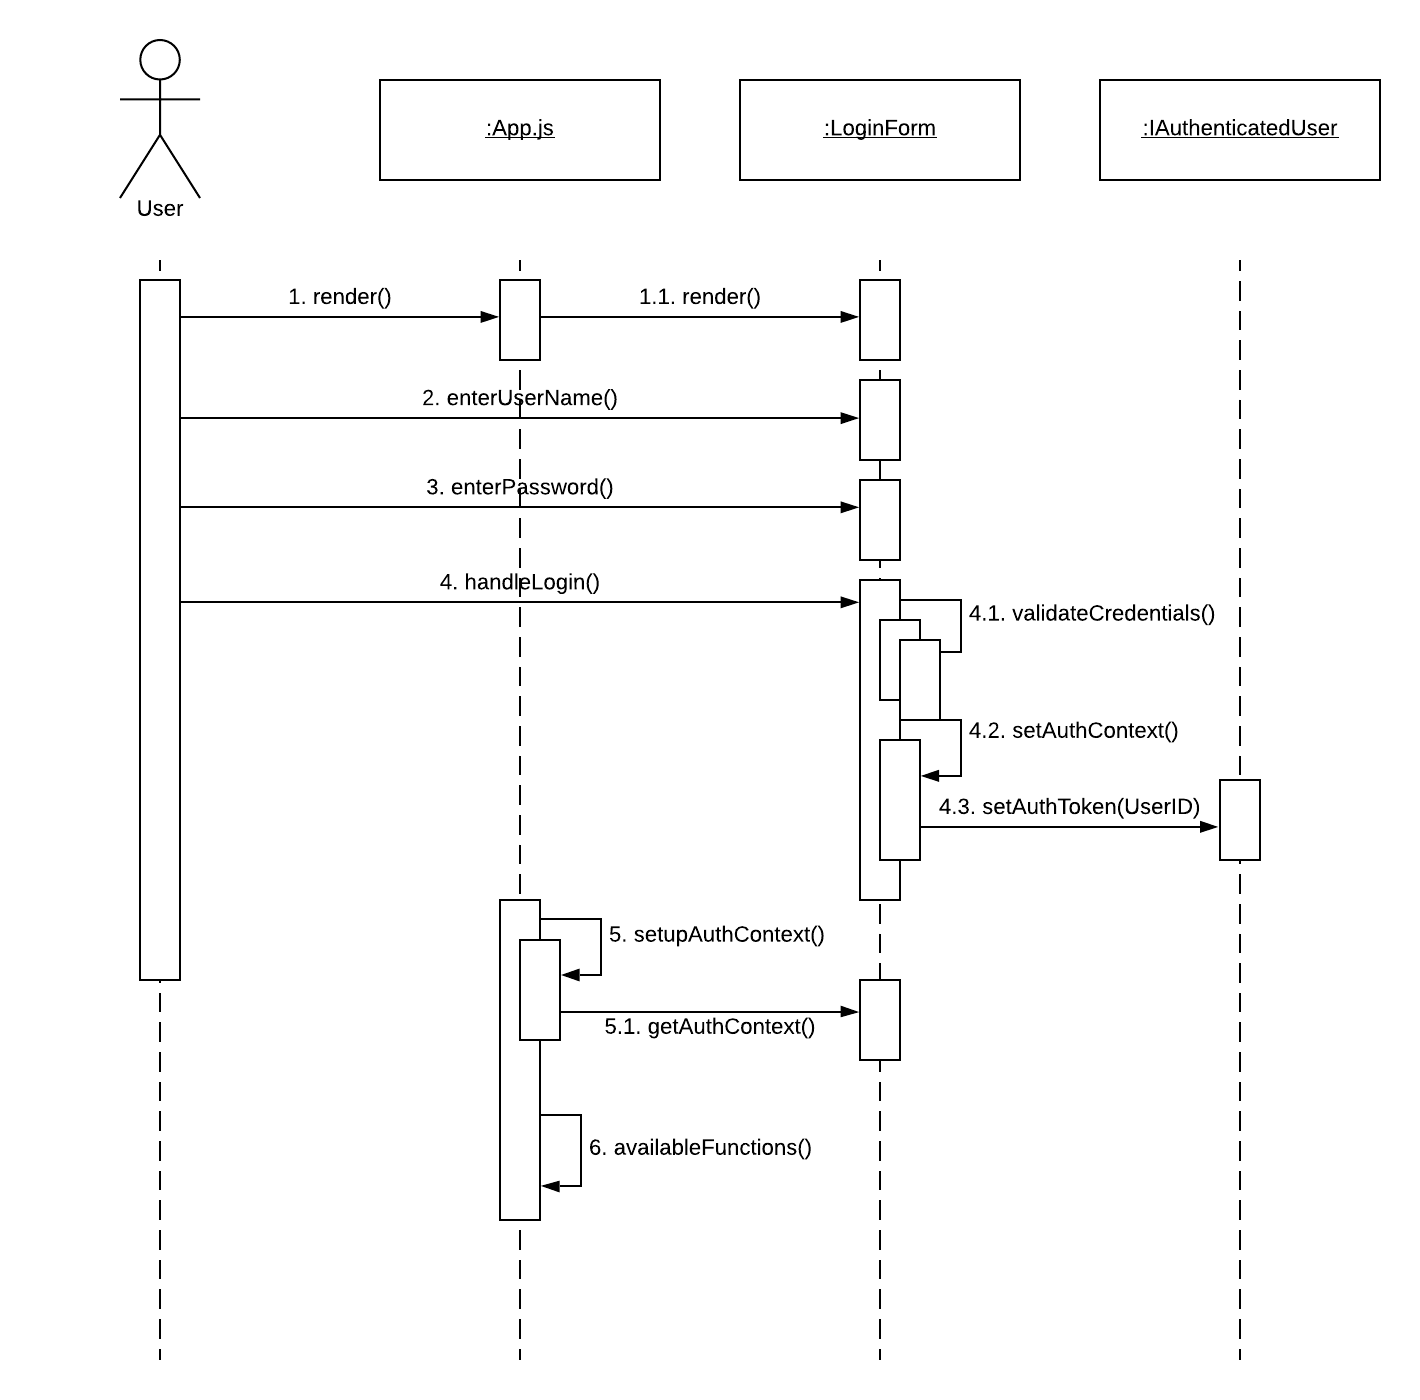 User
:App.js
:LoginForm
:IAuthenticatedUser
1. render()
1.1. render()
2. enterUserName()
3. enterPassword()
4. handleLogin()
4.1. validateCredentials()
4.2. setAuthContext()
4.3. setAuthToken(UserID)
5. setupAuthContext()
5.1. getAuthContext()
6. availableFunctions()